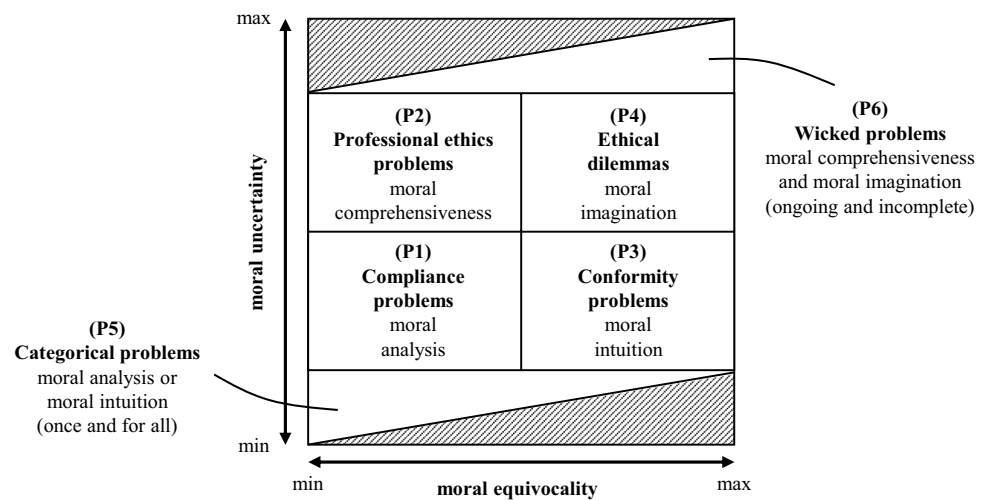 max
(P2)
Professional ethics
problems
moral
comprehensiveness
(P4)
Ethical
dilemmas
moral
imagination
(P6)
Wicked problems
moral comprehensiveness
and moral imagination
(ongoing and incomplete)
moral uncertainty
(P1)
Compliance
problems
moral
analysis
(P3)
Conformity
problems
moral
intuition
(P5)
Categorical problems
moral analysis or
moral intuition
(once and for all)
min
min
moral equivocality
max